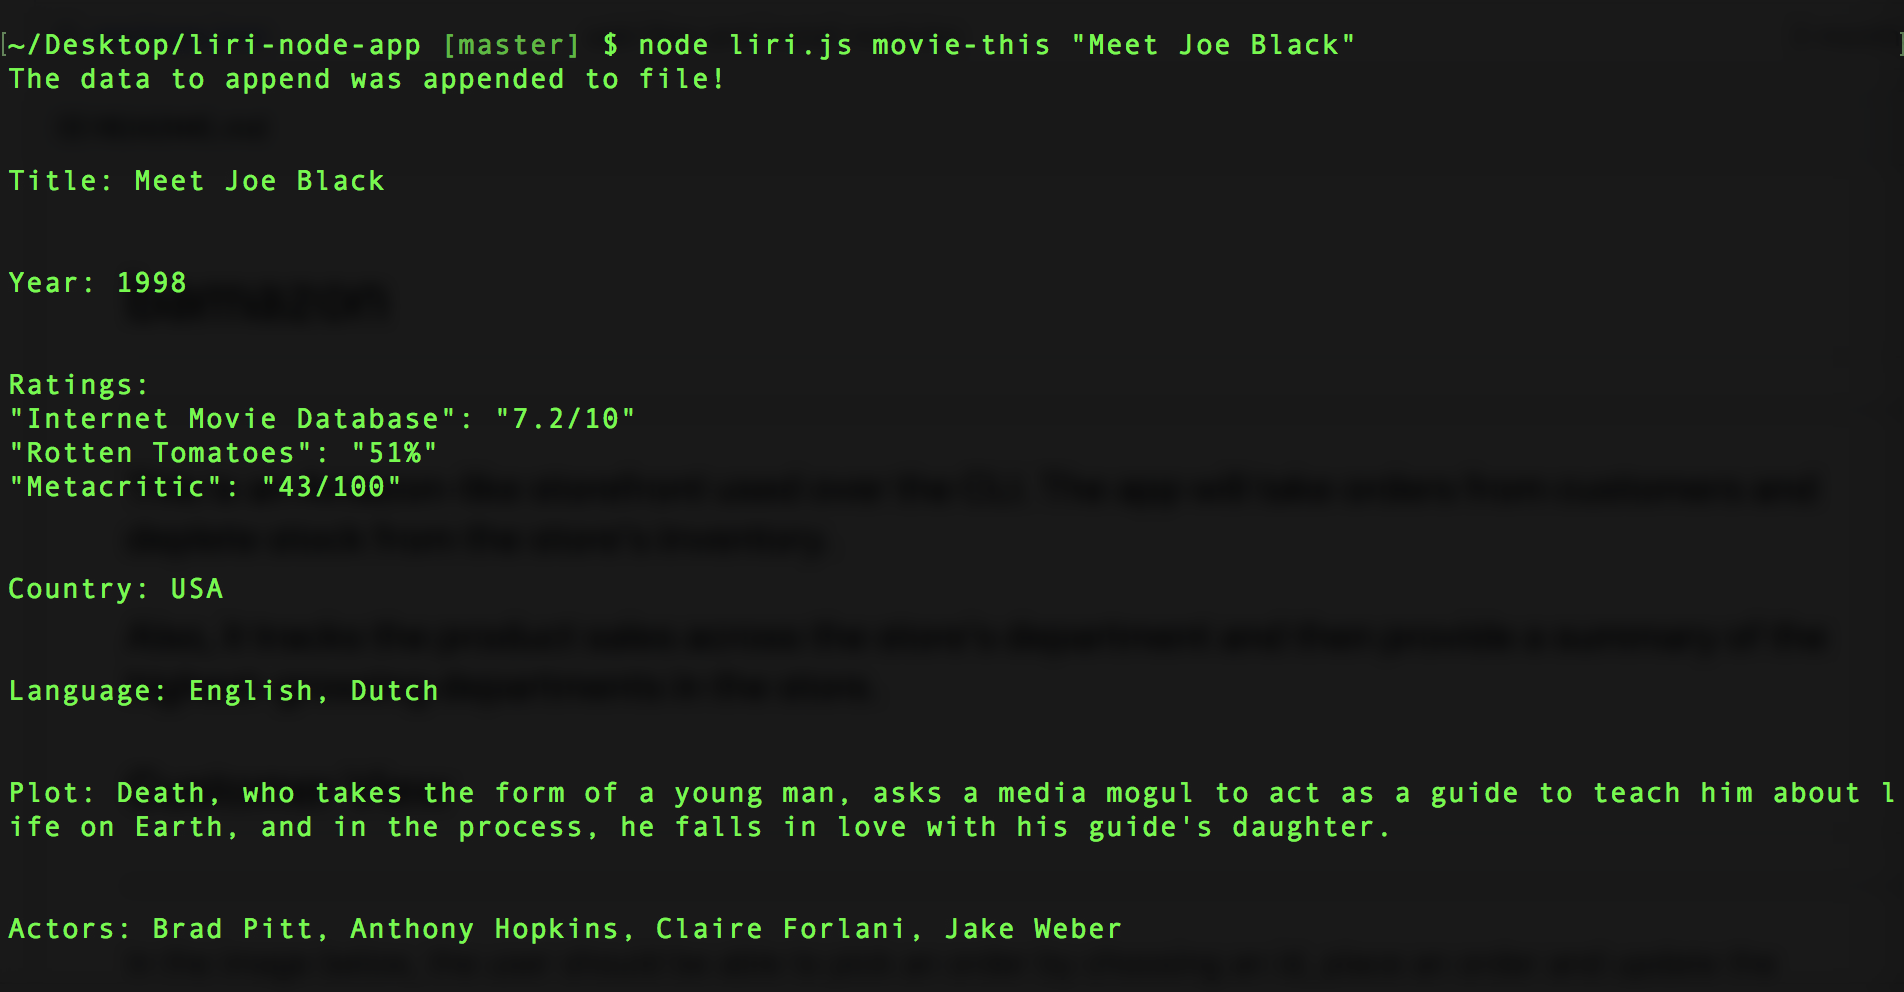 [~/Desktop/liri-node-app [master] $ node liri.js movie-this "Meet Joe Black" ]
The data to append was appended to file!
Title: Meet Joe Black
Year: 1998
Ratings:
"Internet Movie Database": "7.2/10"
"Rotten Tomatoes": "51%"
"Metacritic": "43/100"
Country: USA
Language: English, Dutch
Plot: Death, who takes the form of a young man, asks a media mogul to act as a guide to teach him about l
ife on Earth, and in the process, he falls in love with his guide's daughter.
Actors: Brad Pitt, Anthony Hopkins, Claire Forlani, Jake Weber